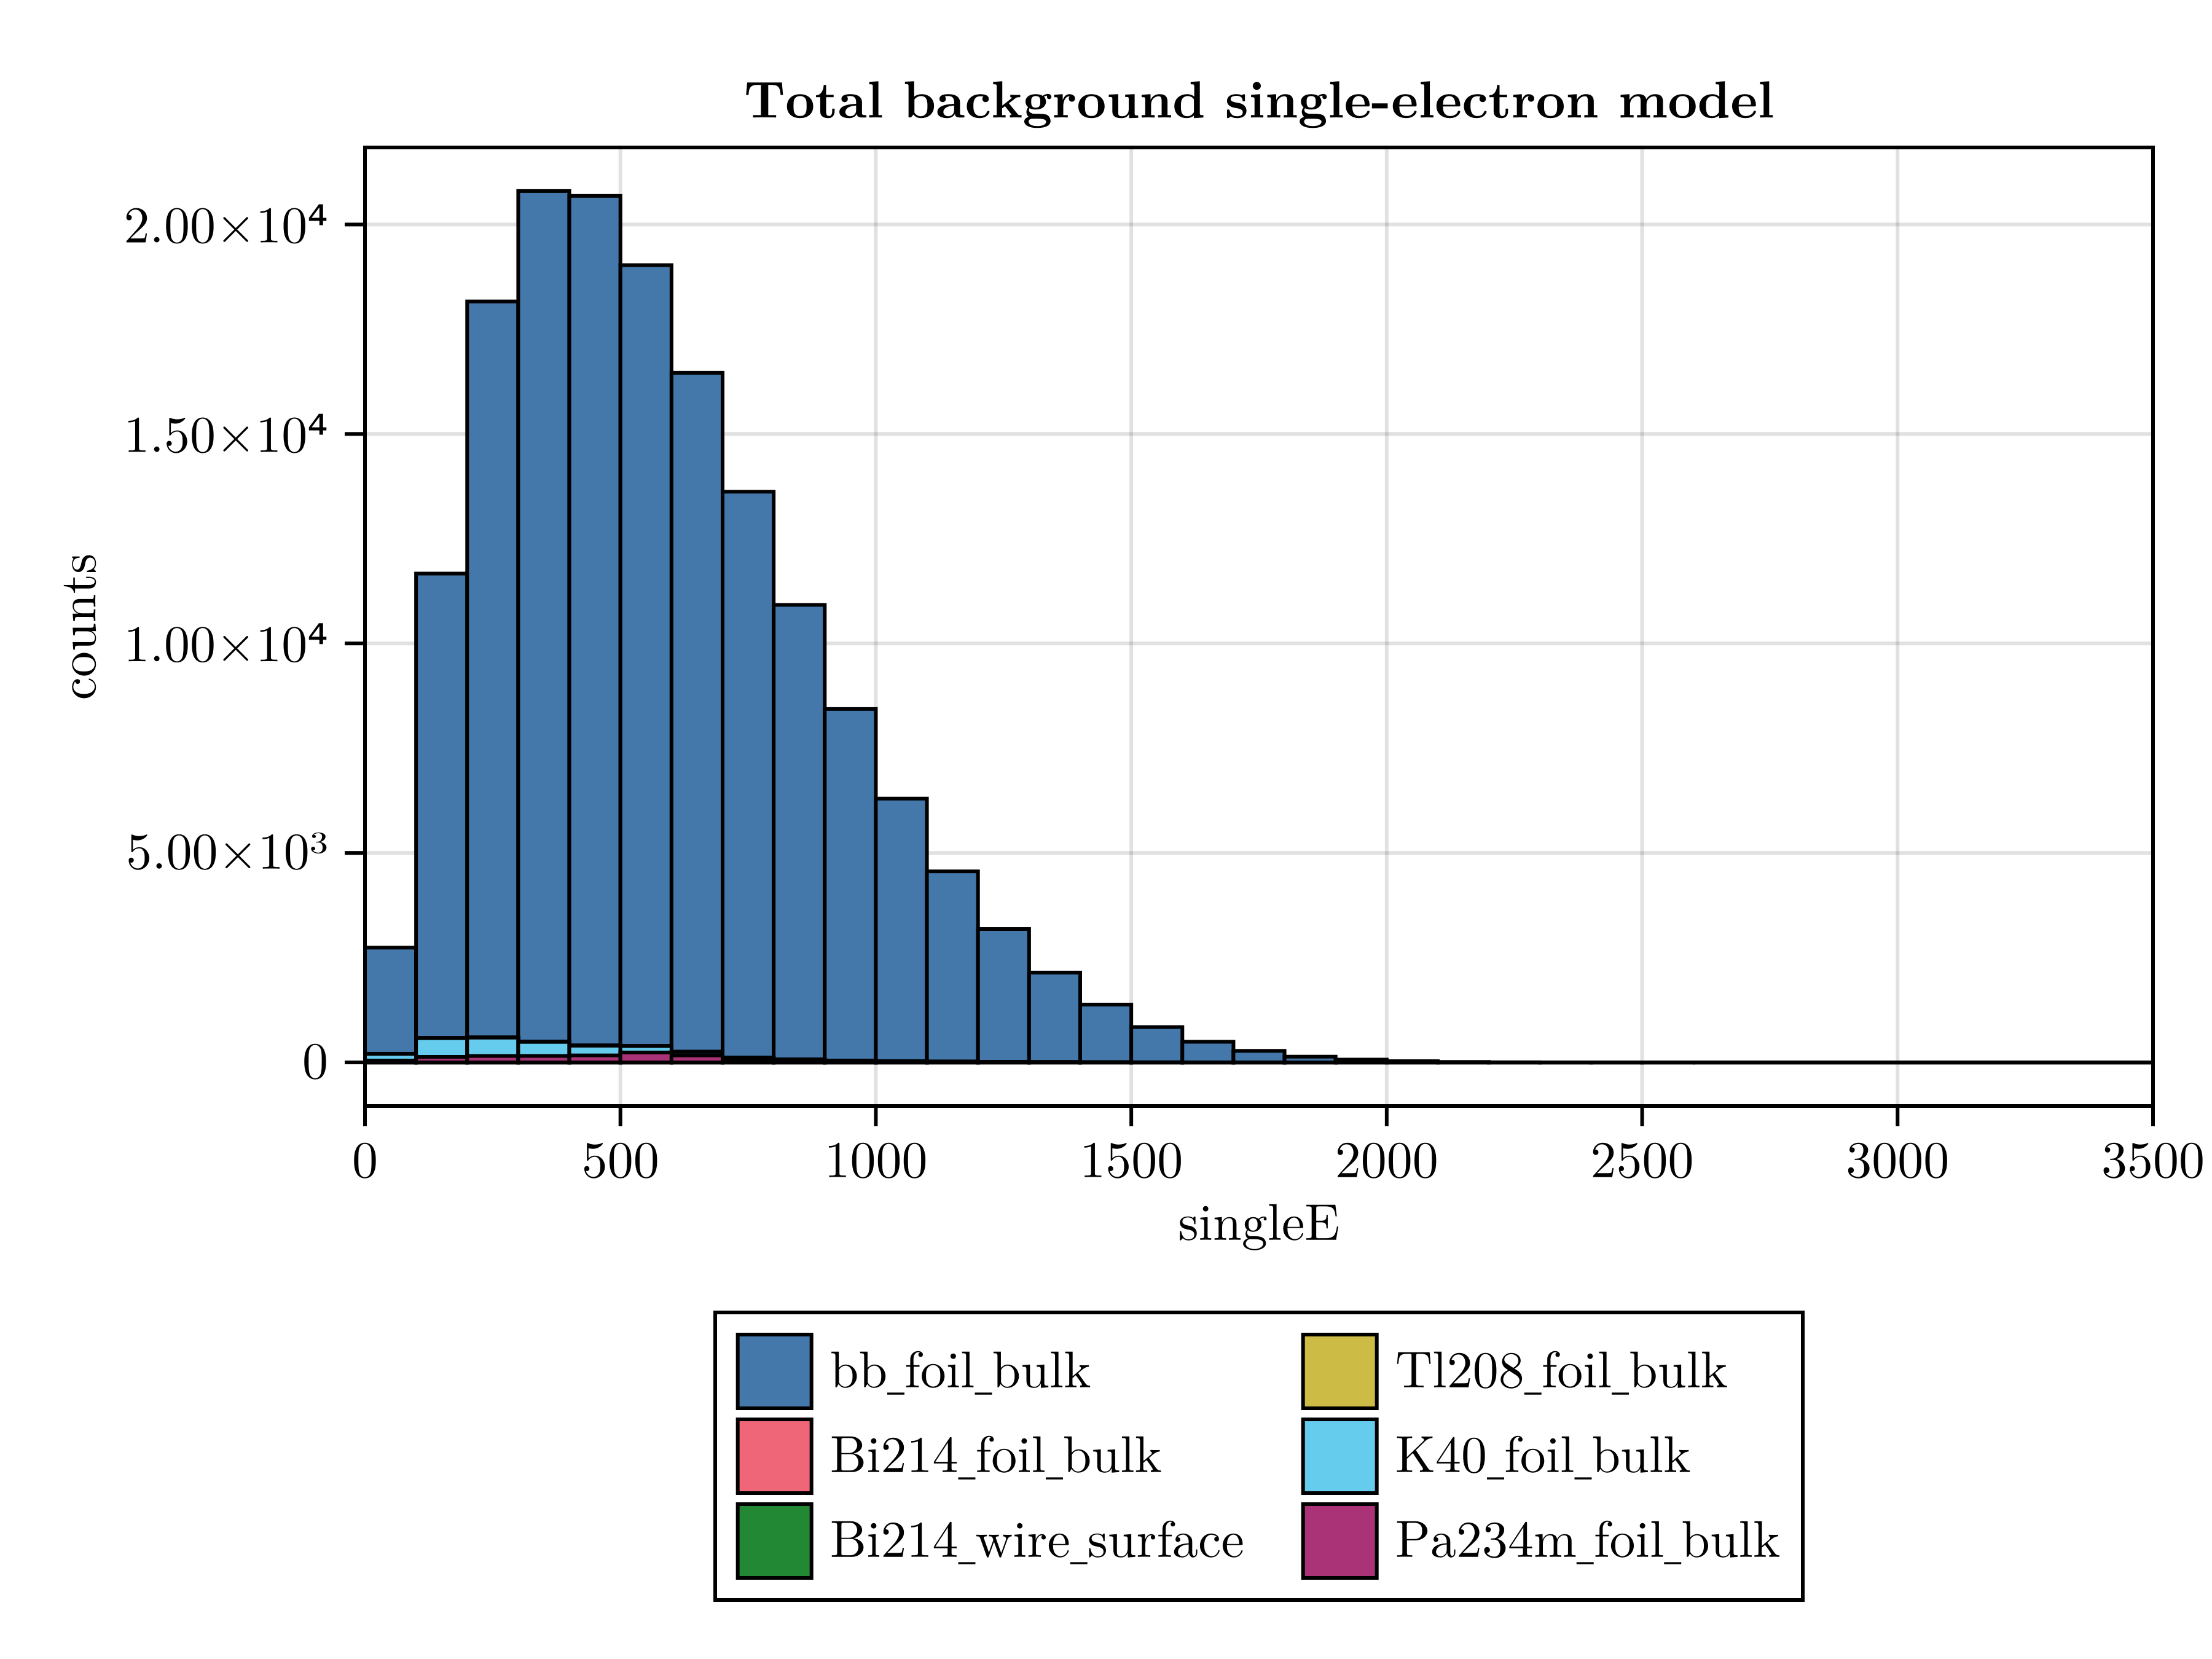 Total background single-electron model
2.00×10⁴
1.50×10⁴
1.00×10⁴
5.00×10³
0
counts
0 500 1000 1500 2000 2500 3000 3500
singleE
bb_foil_bulk Tl208_foil_bulk
Bi214_foil_bulk K40_foil_bulk
Bi214_wire_surface Pa234m_foil_bulk